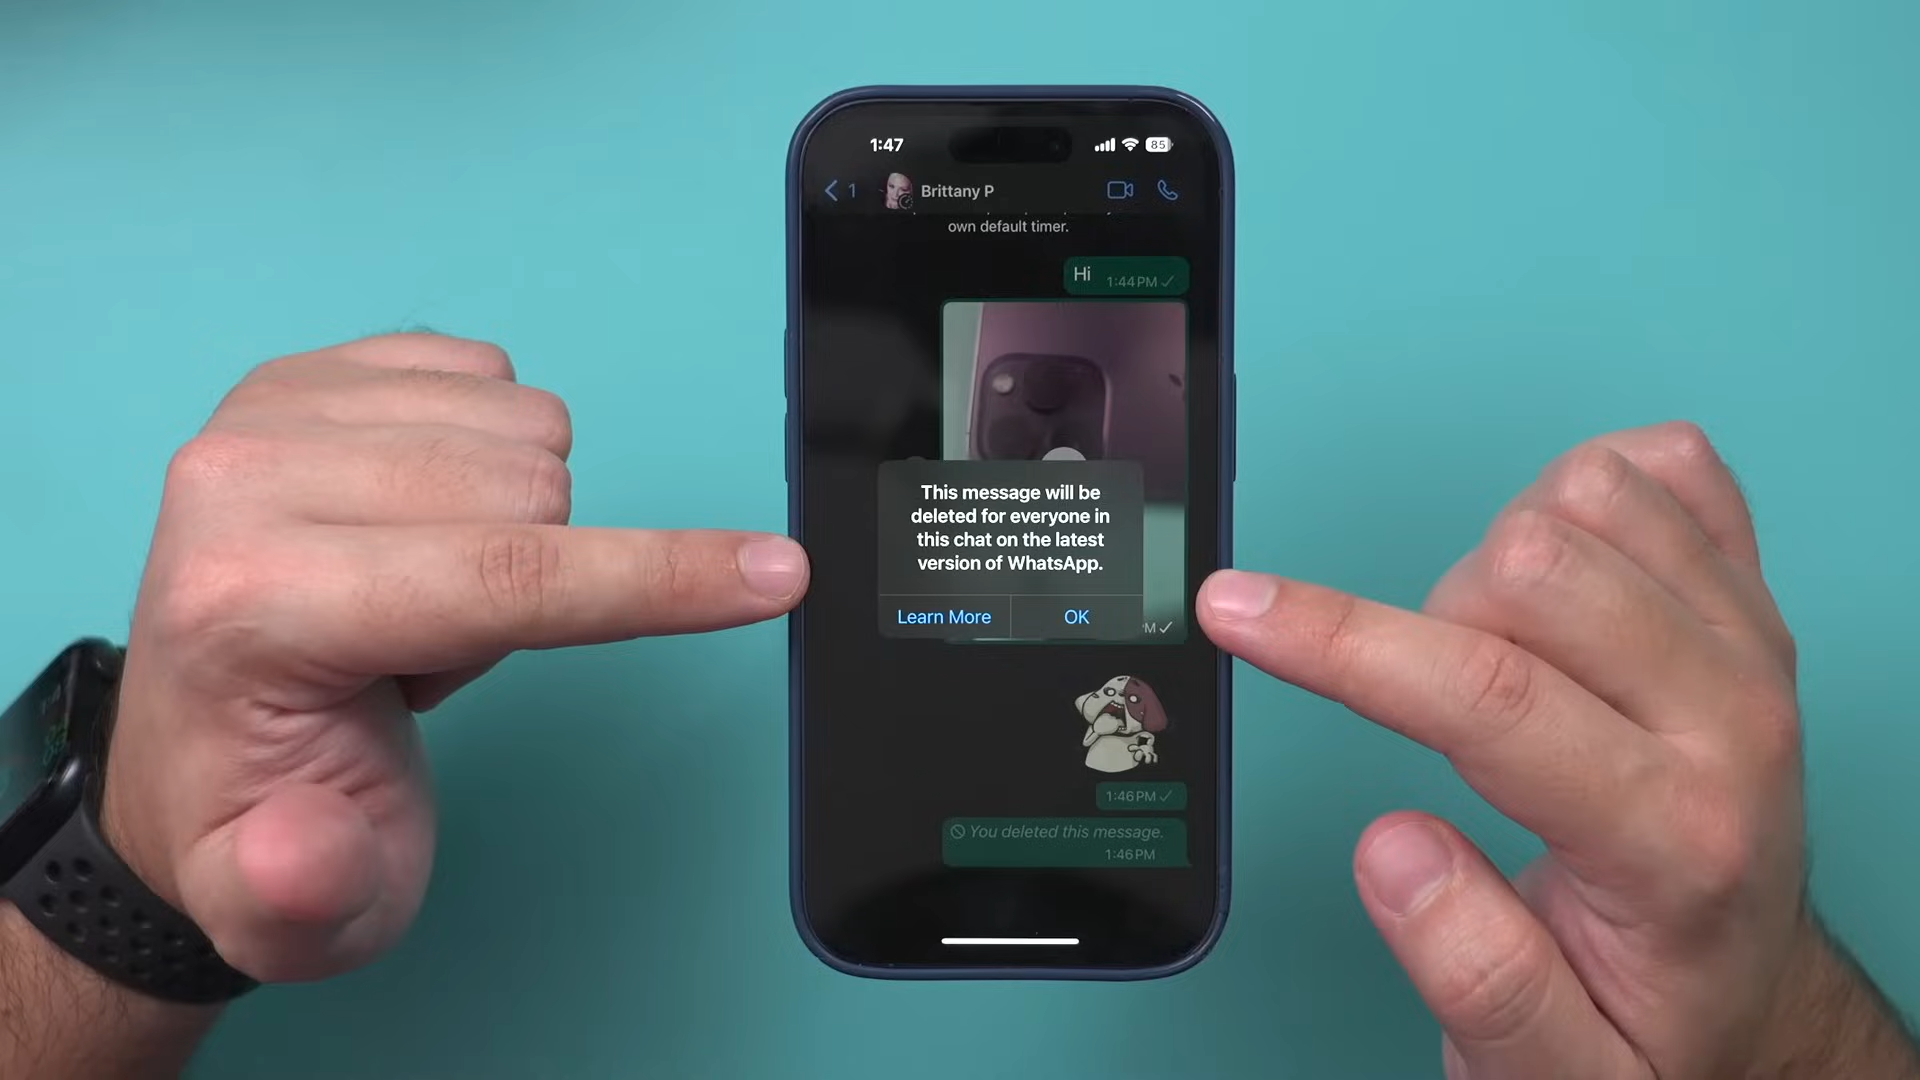 1:47
85
1
Brittany P
own default timer.
Hi
1:44 PM
This message will be
deleted for everyone in
this chat on the latest
version of WhatsApp.
Learn More
OK
PM
1:46 PM
You deleted this message.
1:46 PM